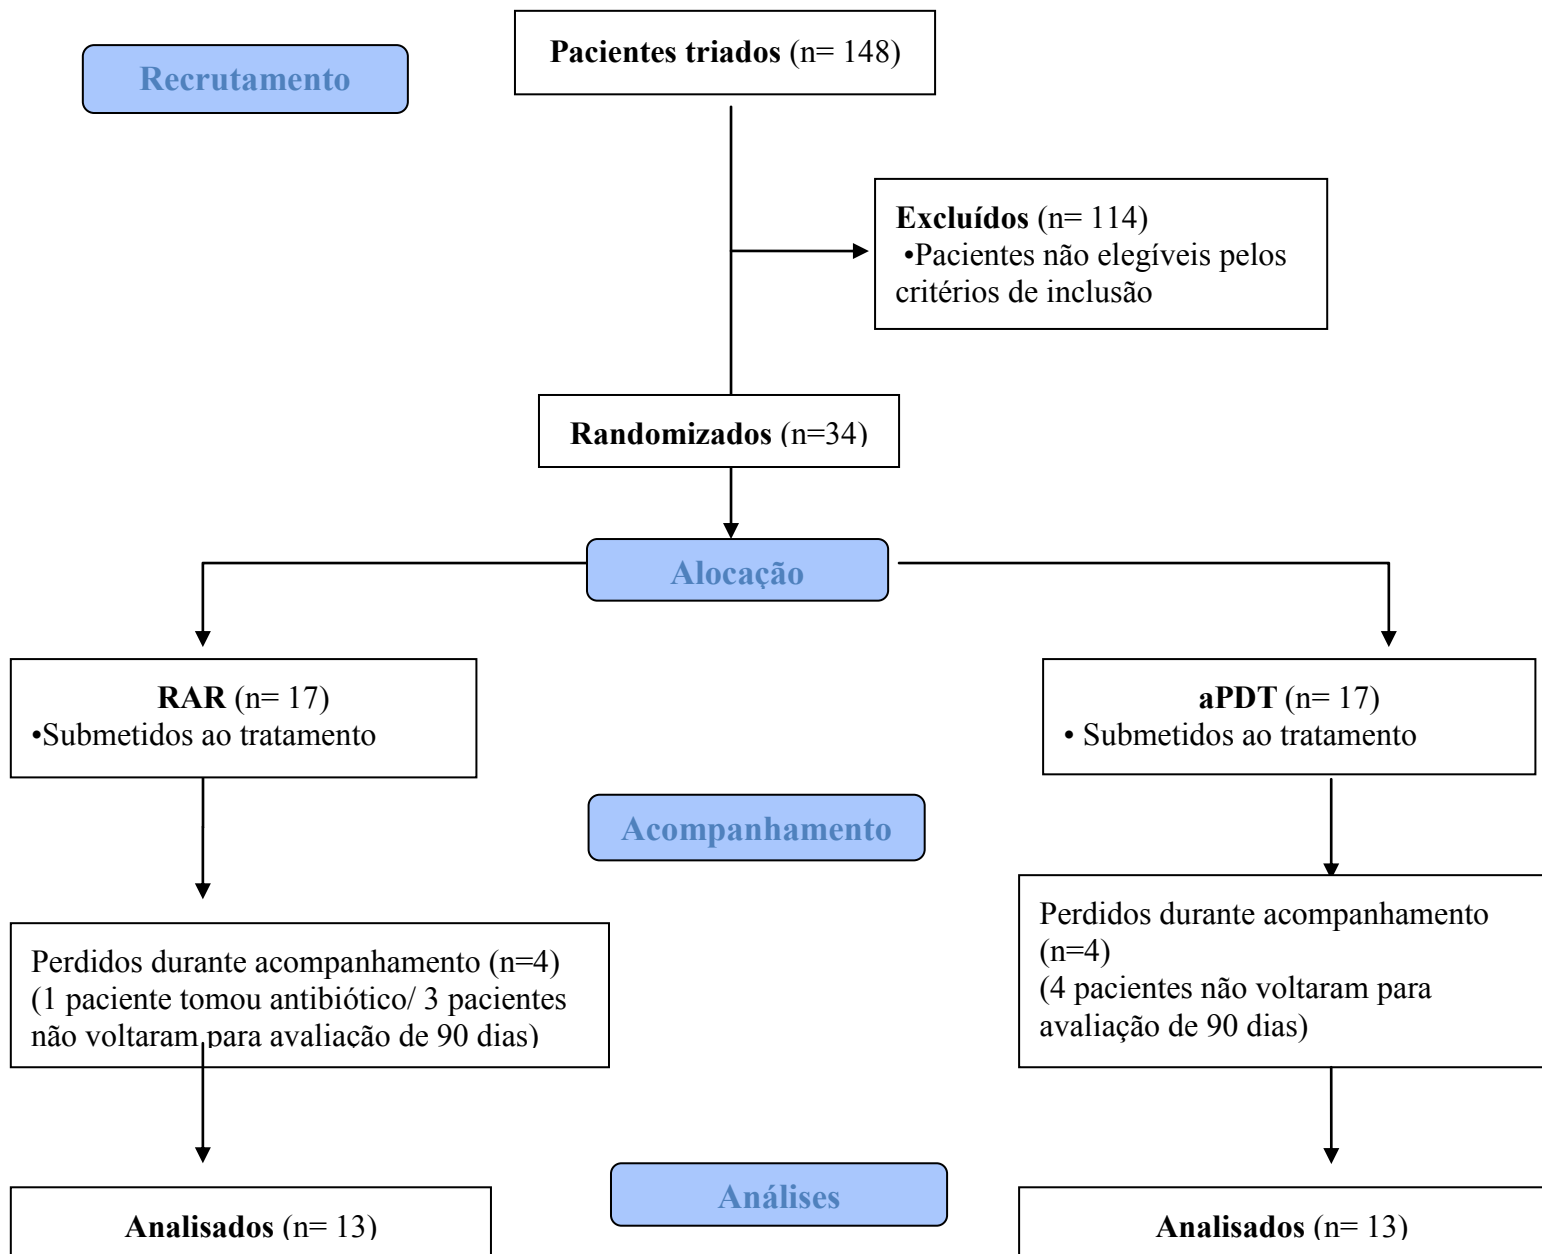 Recrutamento
Pacientes triados (n= 148)
Excluídos (n= 114)
•Pacientes não elegíveis pelos
critérios de inclusão
Randomizados (n=34)
Alocação
RAR (n= 17)
•Submetidos ao tratamento
aPDT (n= 17)
• Submetidos ao tratamento
Acompanhamento
Perdidos durante acompanhamento (n=4)
(1 paciente tomou antibiótico/ 3 pacientes
não voltaram para avaliação de 90 dias)
Perdidos durante acompanhamento
(n=4)
(4 pacientes não voltaram para
avaliação de 90 dias)
Análises
Analisados (n= 13)
Analisados (n= 13)